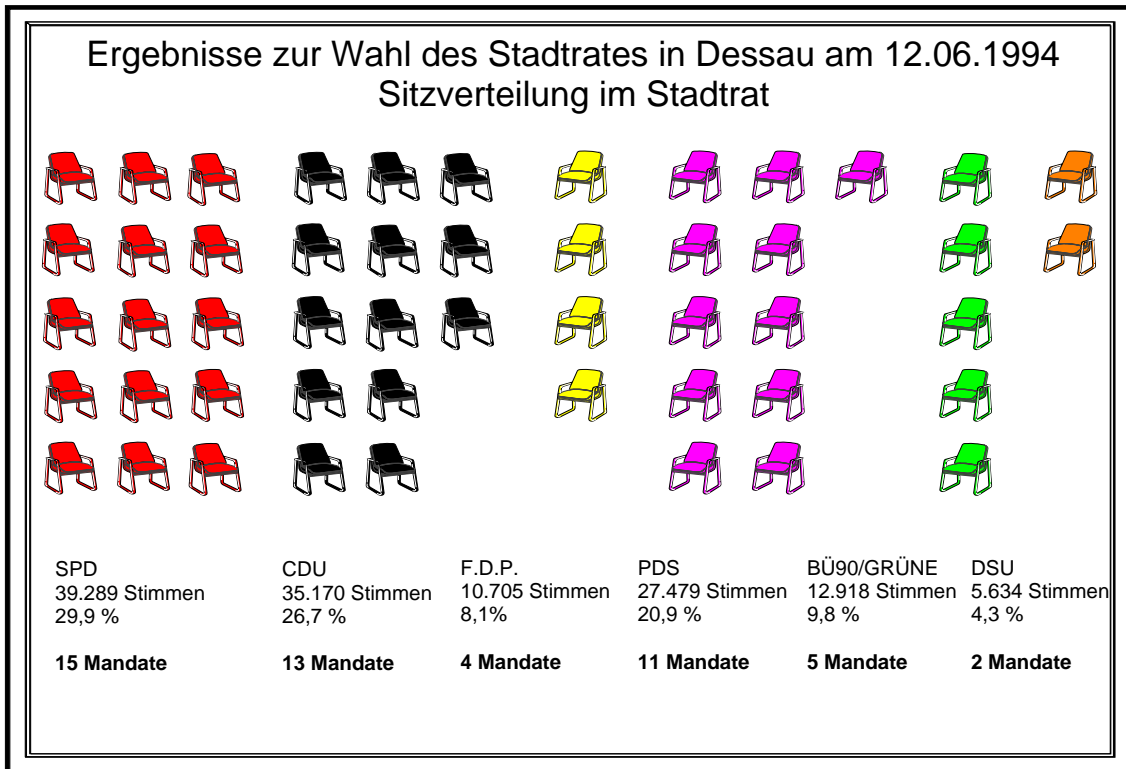 Ergebnisse zur Wahl des Stadtrates in Dessau am 12.06.1994
Sitzverteilung im Stadtrat
SPD
39.289 Stimmen
29,9 %
15 Mandate
CDU
35.170 Stimmen
26,7 %
13 Mandate
F.D.P.
10.705 Stimmen
8,1%
4 Mandate
PDS
27.479 Stimmen
20,9 %
11 Mandate
BÜ90/GRÜNE
12.918 Stimmen
9,8 %
5 Mandate
DSU
5.634 Stimmen
4,3 %
2 Mandate